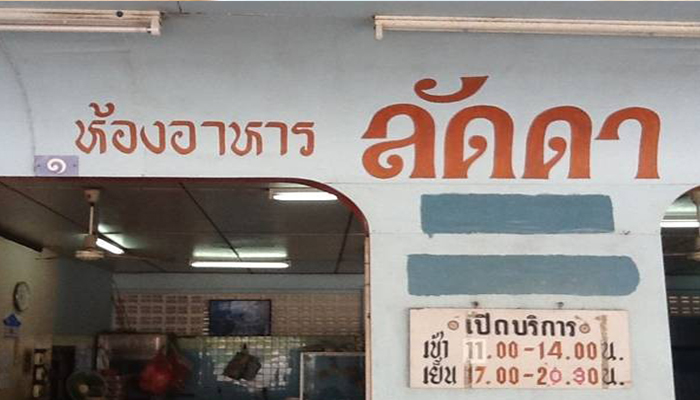 ห้องอาหาร ลัดดา
๑
เปิดบริการ
เช้า 11.00-14.00 น.
เย็น 17.00-20.30 น.